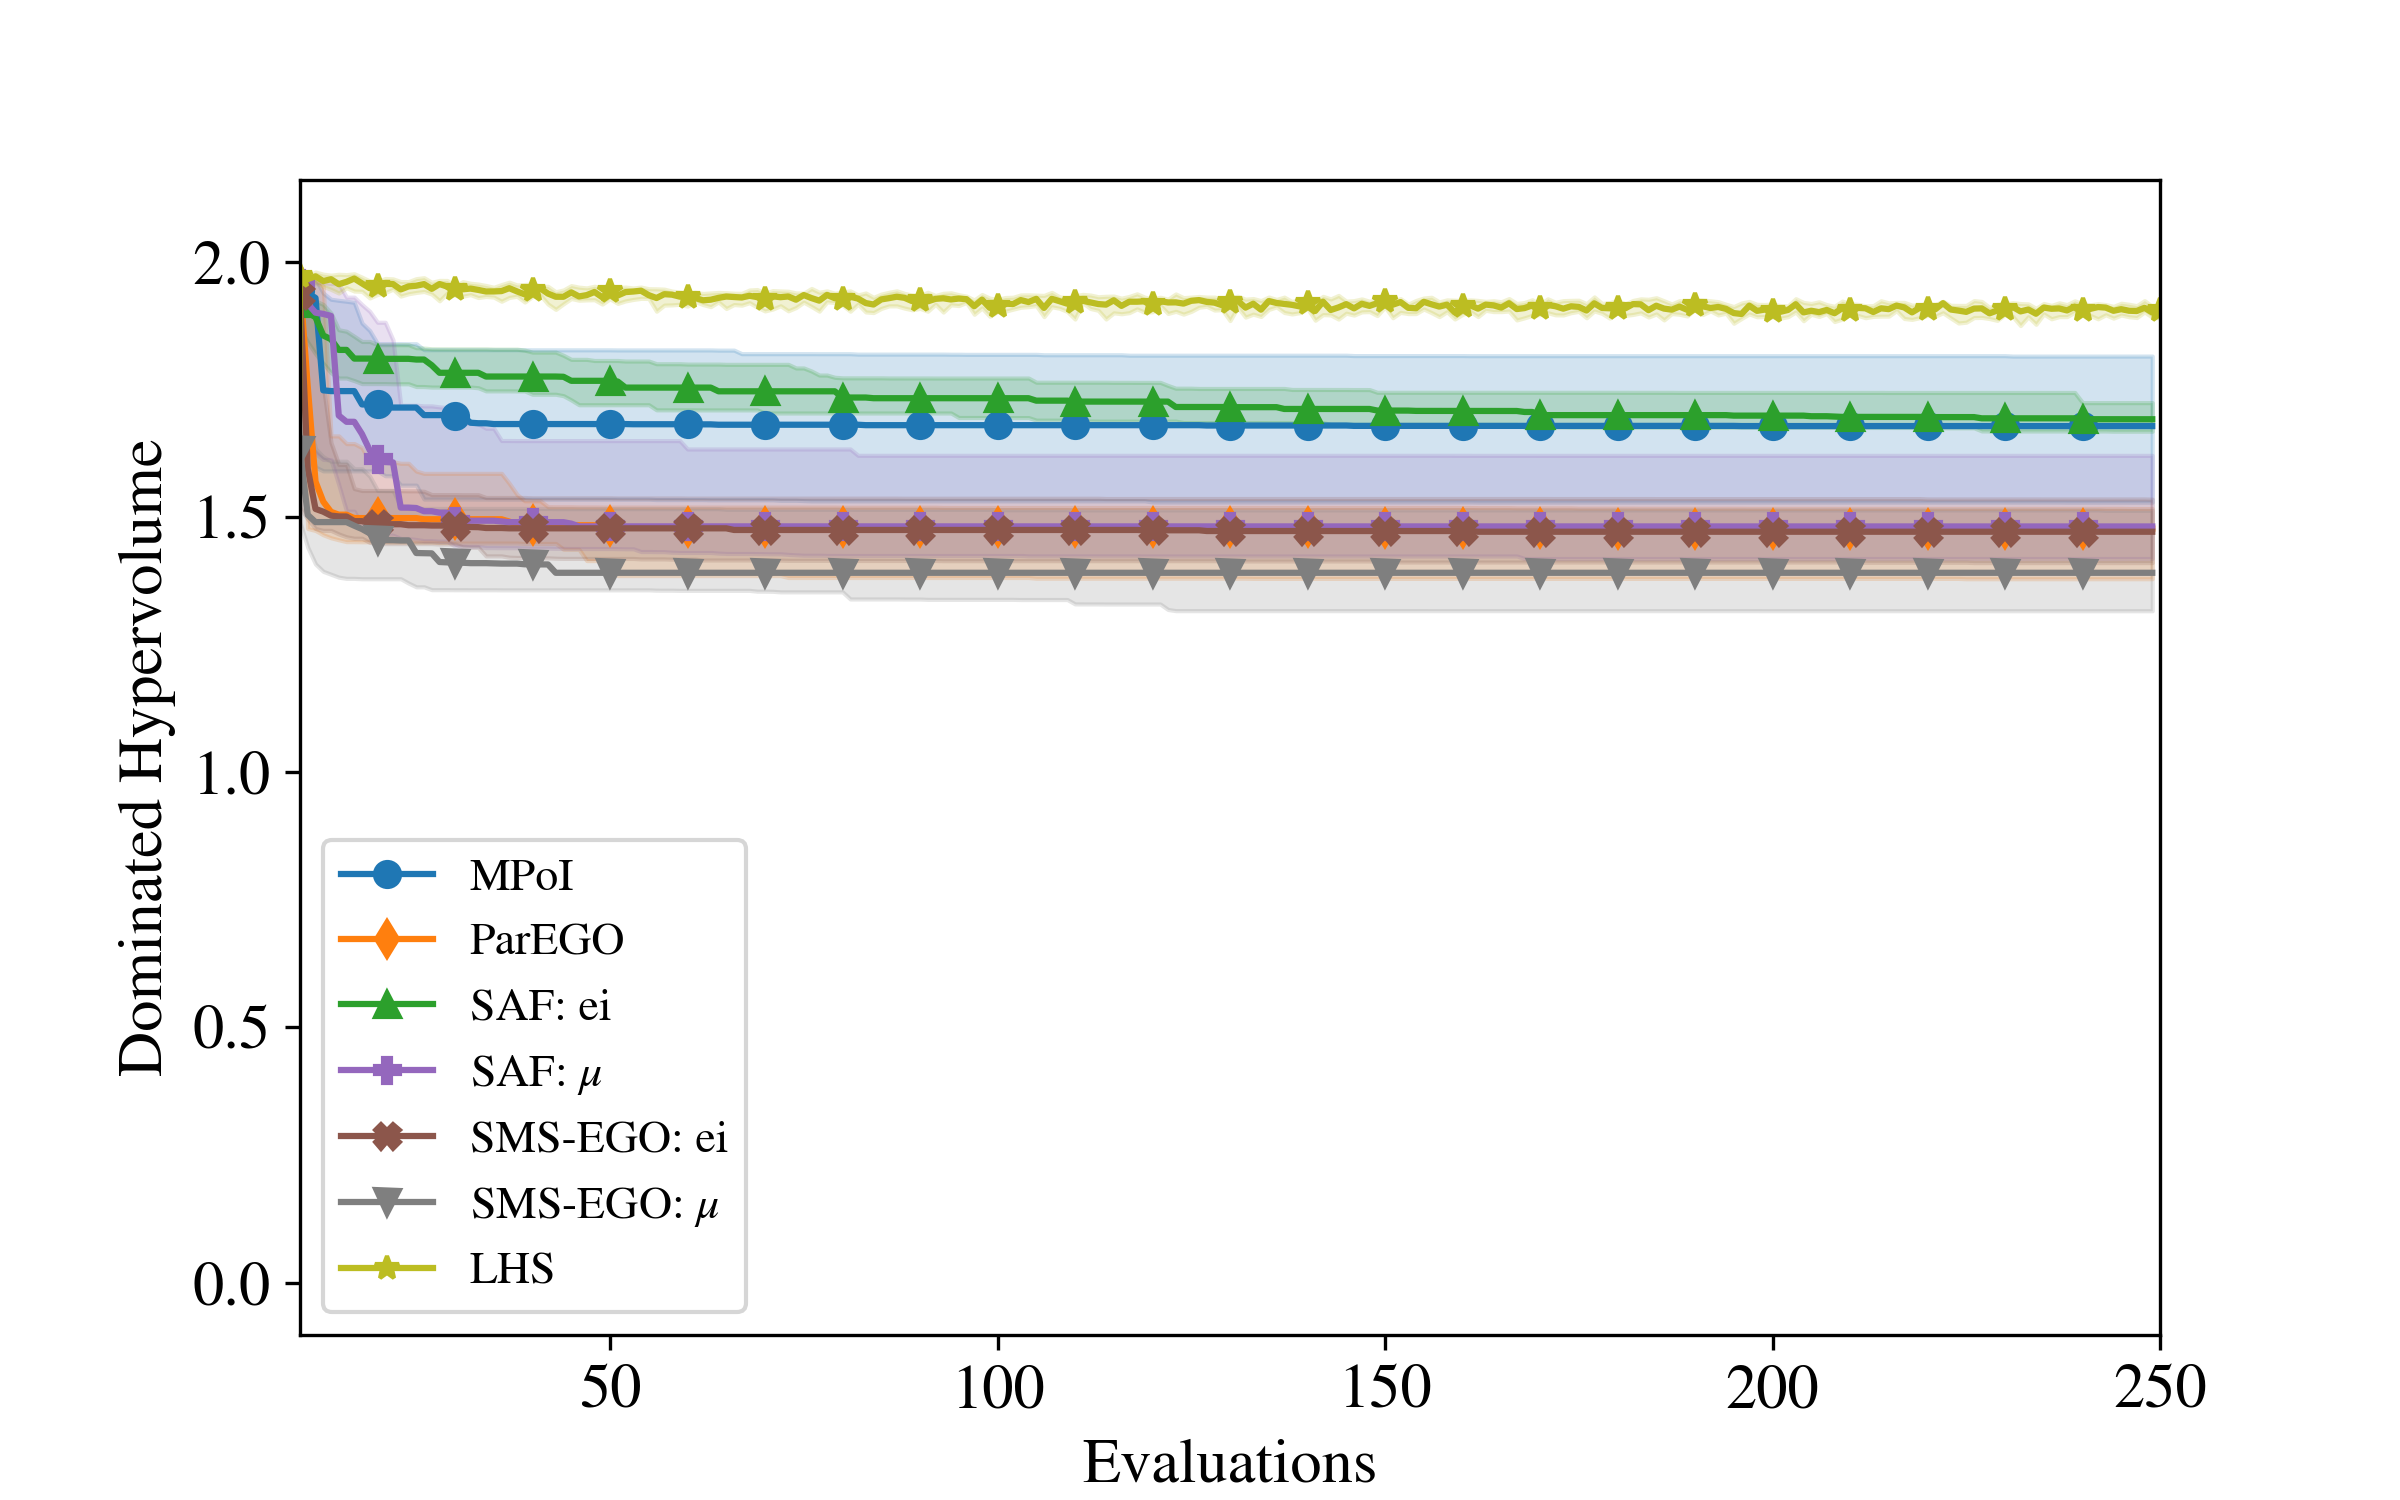 Dominated Hypervolume
2.0
1.5
1.0
0.5
0.0
MPoI
ParEGO
SAF: ei
SAF: μ
SMS-EGO: ei
SMS-EGO: μ
LHS
50 100 150 200 250
Evaluations